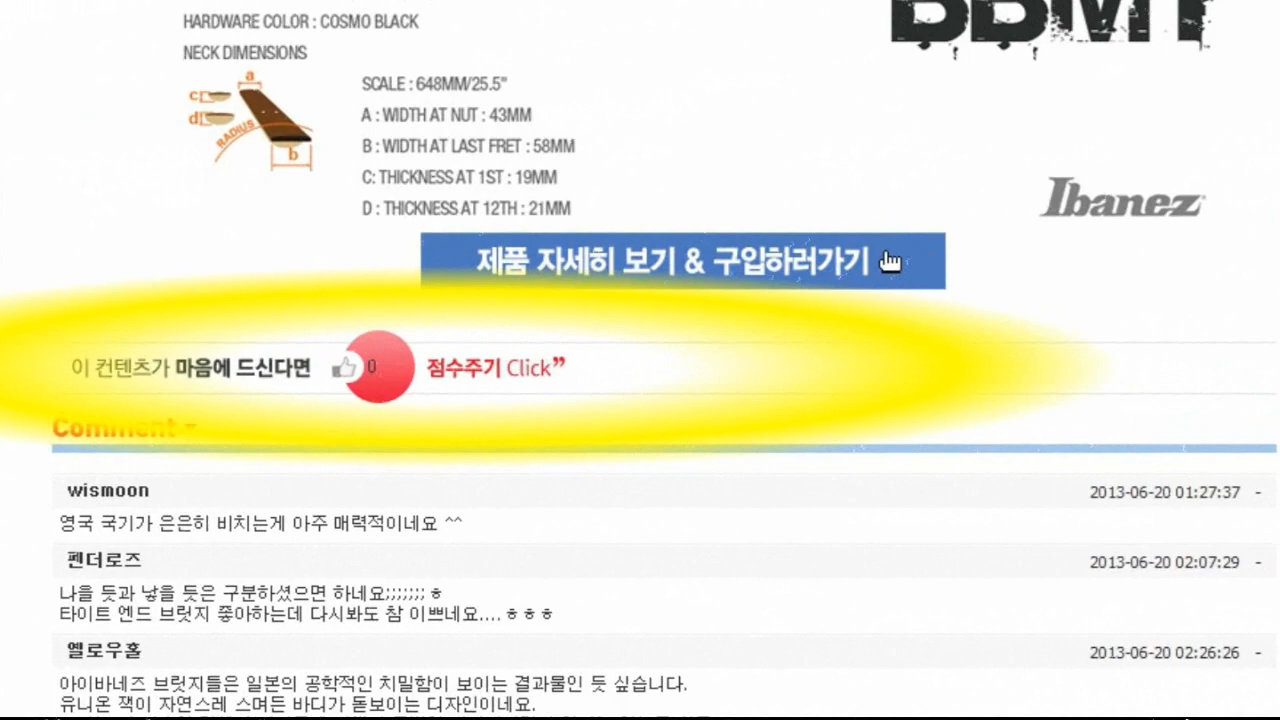 BBMT
HARDWARE COLOR : COSMO BLACK
NECK DIMENSIONS
a
c
d
RADIUS
b
SCALE : 648MM/25.5"
A : WIDTH AT NUT : 43MM
B : WIDTH AT LAST FRET : 58MM
C: THICKNESS AT 1ST : 19MM
D : THICKNESS AT 12TH : 21MM
Ibanez
제품 자세히 보기 & 구입하러가기
이 컨텐츠가 마음에 드신다면 0 점수주기 Click”
Comment
wismoon 2013-06-20 01:27:37 -
영국 국기가 은은히 비치는게 아주 매력적이네요 ^^
펜더로즈 2013-06-20 02:07:29 -
나을 듯과 낳을 듯은 구분하셨으면 하네요;;;;;;; ㅎ
타이트 엔드 브릿지 좋아하는데 다시봐도 참 이쁘네요.... ㅎ ㅎ ㅎ
옐로우홀 2013-06-20 02:26:26 -
아이바네즈 브릿지들은 일본의 공학적인 치밀함이 보이는 결과물인 듯 싶습니다.
유니온 잭이 자연스레 스며든 바디가 돋보이는 디자인이네요.